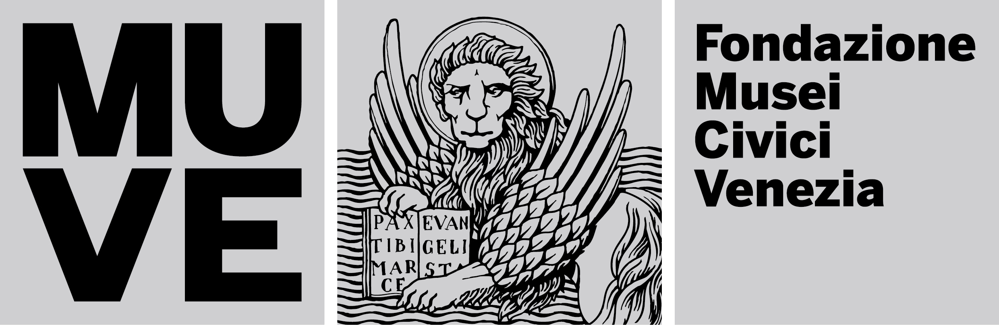 MU
VE
PAX
TIBI
MAR
CE
EVAN
GELI
STA
Fondazione
Musei
Civici
Venezia